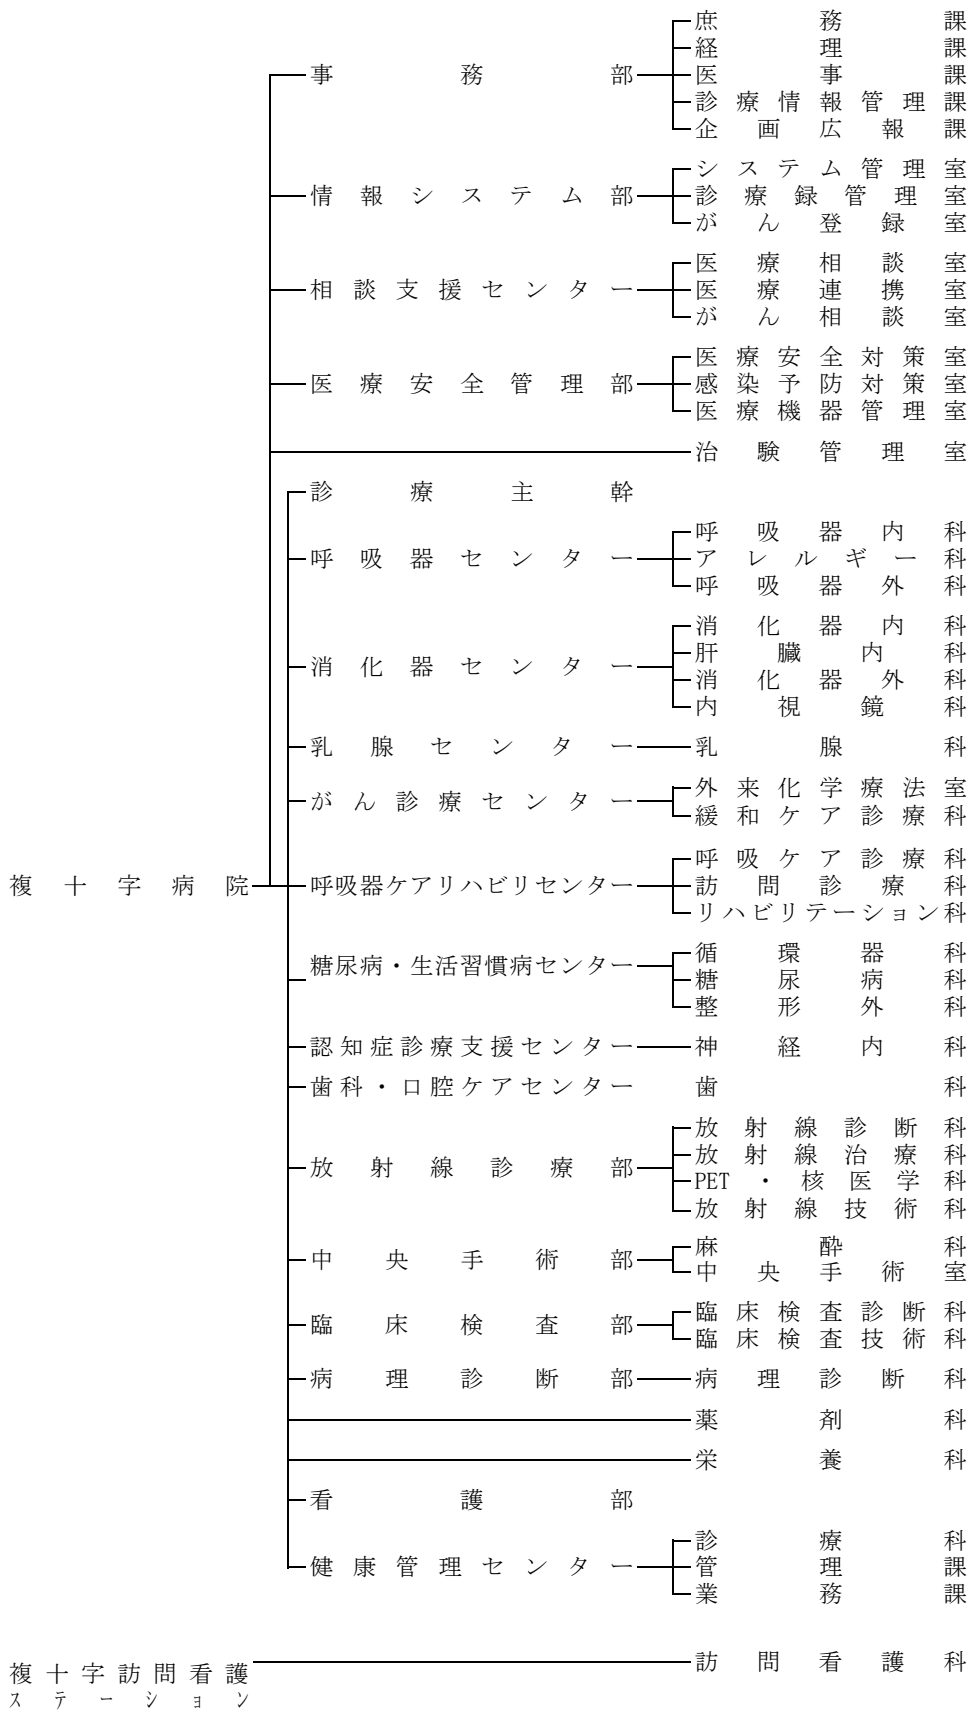 庶務課
経理課
事務部 医事課
診療情報管理課
企画広報課
システム管理室
情報システム部 診療録管理室
がん登録室
医療相談室
相談支援センター 医療連携室
がん相談室
医療安全対策室
医療安全管理部 感染予防対策室
医療機器管理室
治験管理室
診療主幹
呼吸器内科
呼吸器センター アレルギー科
呼吸器外科
消化器内科
肝臓内科
消化器センター
消化器外科
内視鏡科
乳腺センター 乳腺科
外来化学療法室
がん診療センター
緩和ケア診療科
呼吸ケア診療科
複十字病院 呼吸器ケアリハビリセンター 訪問診療科
リハビリテーション科
循環器科
糖尿病・生活習慣病センター
糖尿病科
整形外科
認知症診療支援センター 神経内科
歯科・口腔ケアセンター 歯科
放射線診断科
放射線治療科
放射線診療部
PET・核医学科
放射線技術科
麻酔科
中央手術部
中央手術室
臨床検査診断科
臨床検査部
臨床検査技術科
病理診断部 病理診断科
薬剤科
栄養科
看護部
診療科
健康管理センター 管理課
業務課
訪問看護科
複十字訪問看護
ステーション